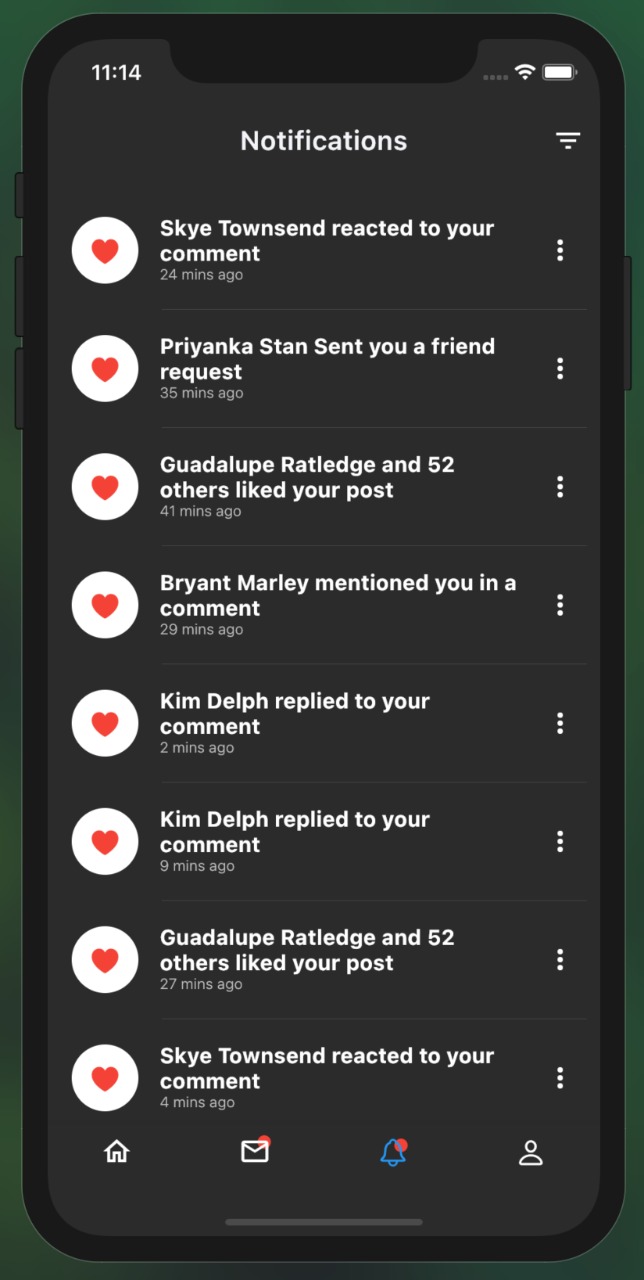 11:14
Notifications
Skye Townsend reacted to your
comment
24 mins ago
Priyanka Stan Sent you a friend
request
35 mins ago
Guadalupe Ratledge and 52
others liked your post
41 mins ago
Bryant Marley mentioned you in a
comment
29 mins ago
Kim Delph replied to your
comment
2 mins ago
Kim Delph replied to your
comment
9 mins ago
Guadalupe Ratledge and 52
others liked your post
27 mins ago
Skye Townsend reacted to your
comment
4 mins ago